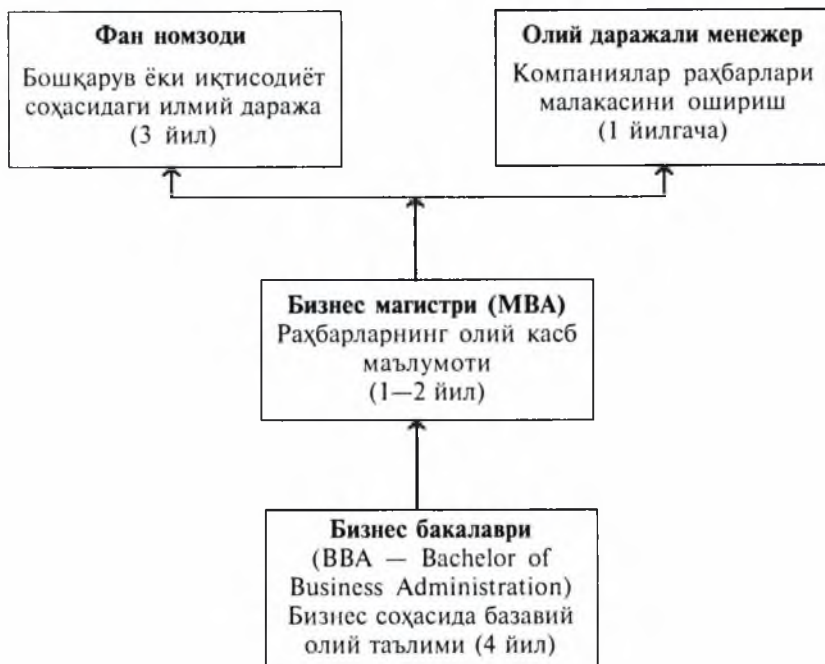 Фан номзоди
Бошқарув ёки иқтисодиёт
соҳасидаги илмий даража
(3 йил)
Олий даражали менежер
Компаниялар раҳбарлари
малакасини ошириш
(1 йилгача)
Бизнес магистри (МВА)
Раҳбарларнинг олий касб
маълумоти
(1—2 йил)
Бизнес бакалаври
(BBA — Bachelor of
Business Administration)
Бизнес соҳасида базавий
олий таълими (4 йил)